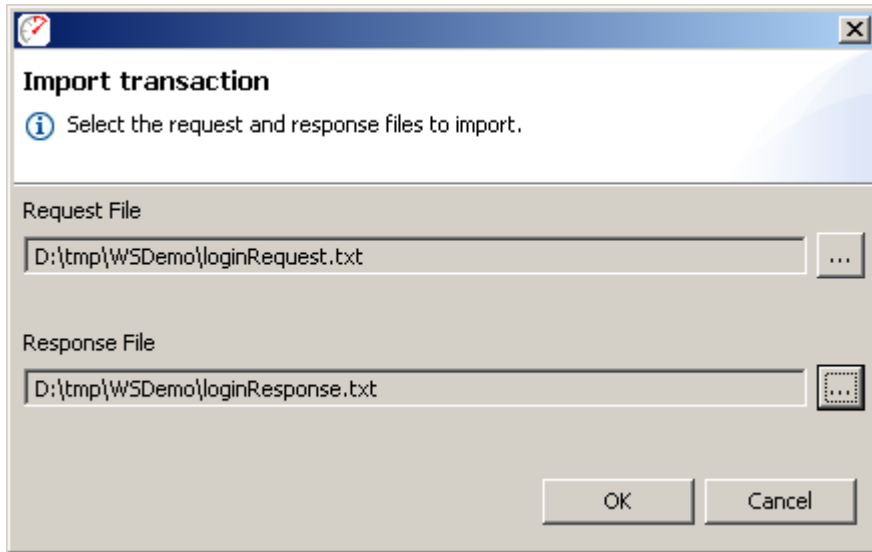 Import transaction
Select the request and response files to import.
Request File
D:\tmp\WSDemo\loginRequest.txt
...
Response File
D:\tmp\WSDemo\loginResponse.txt
...
OK
Cancel